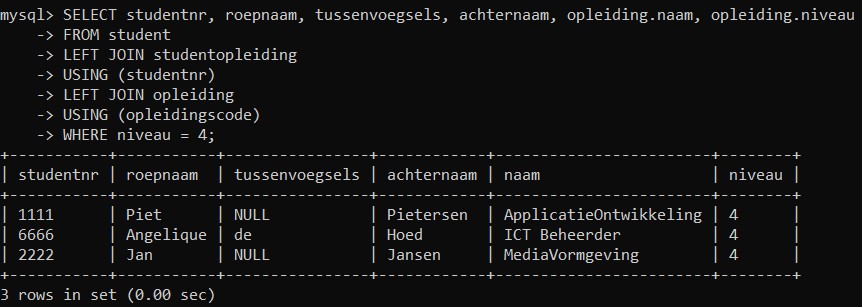 mysql> SELECT studentnr, roepnaam, tussenvoegsels, achternaam, opleiding.naam, opleiding.niveau
    -> FROM student
    -> LEFT JOIN studentopleiding
    -> USING (studentnr)
    -> LEFT JOIN opleiding
    -> USING (opleidingscode)
    -> WHERE niveau = 4;
+-----------+-----------+----------------+------------+-----------------------+--------+
| studentnr | roepnaam  | tussenvoegsels | achternaam | naam                  | niveau |
+-----------+-----------+----------------+------------+-----------------------+--------+
| 1111      | Piet      | NULL           | Pietersen  | ApplicatieOntwikkeling | 4      |
| 6666      | Angelique | de             | Hoed       | ICT Beheerder         | 4      |
| 2222      | Jan       | NULL           | Jansen     | MediaVormgeving       | 4      |
+-----------+-----------+----------------+------------+-----------------------+--------+
3 rows in set (0.00 sec)